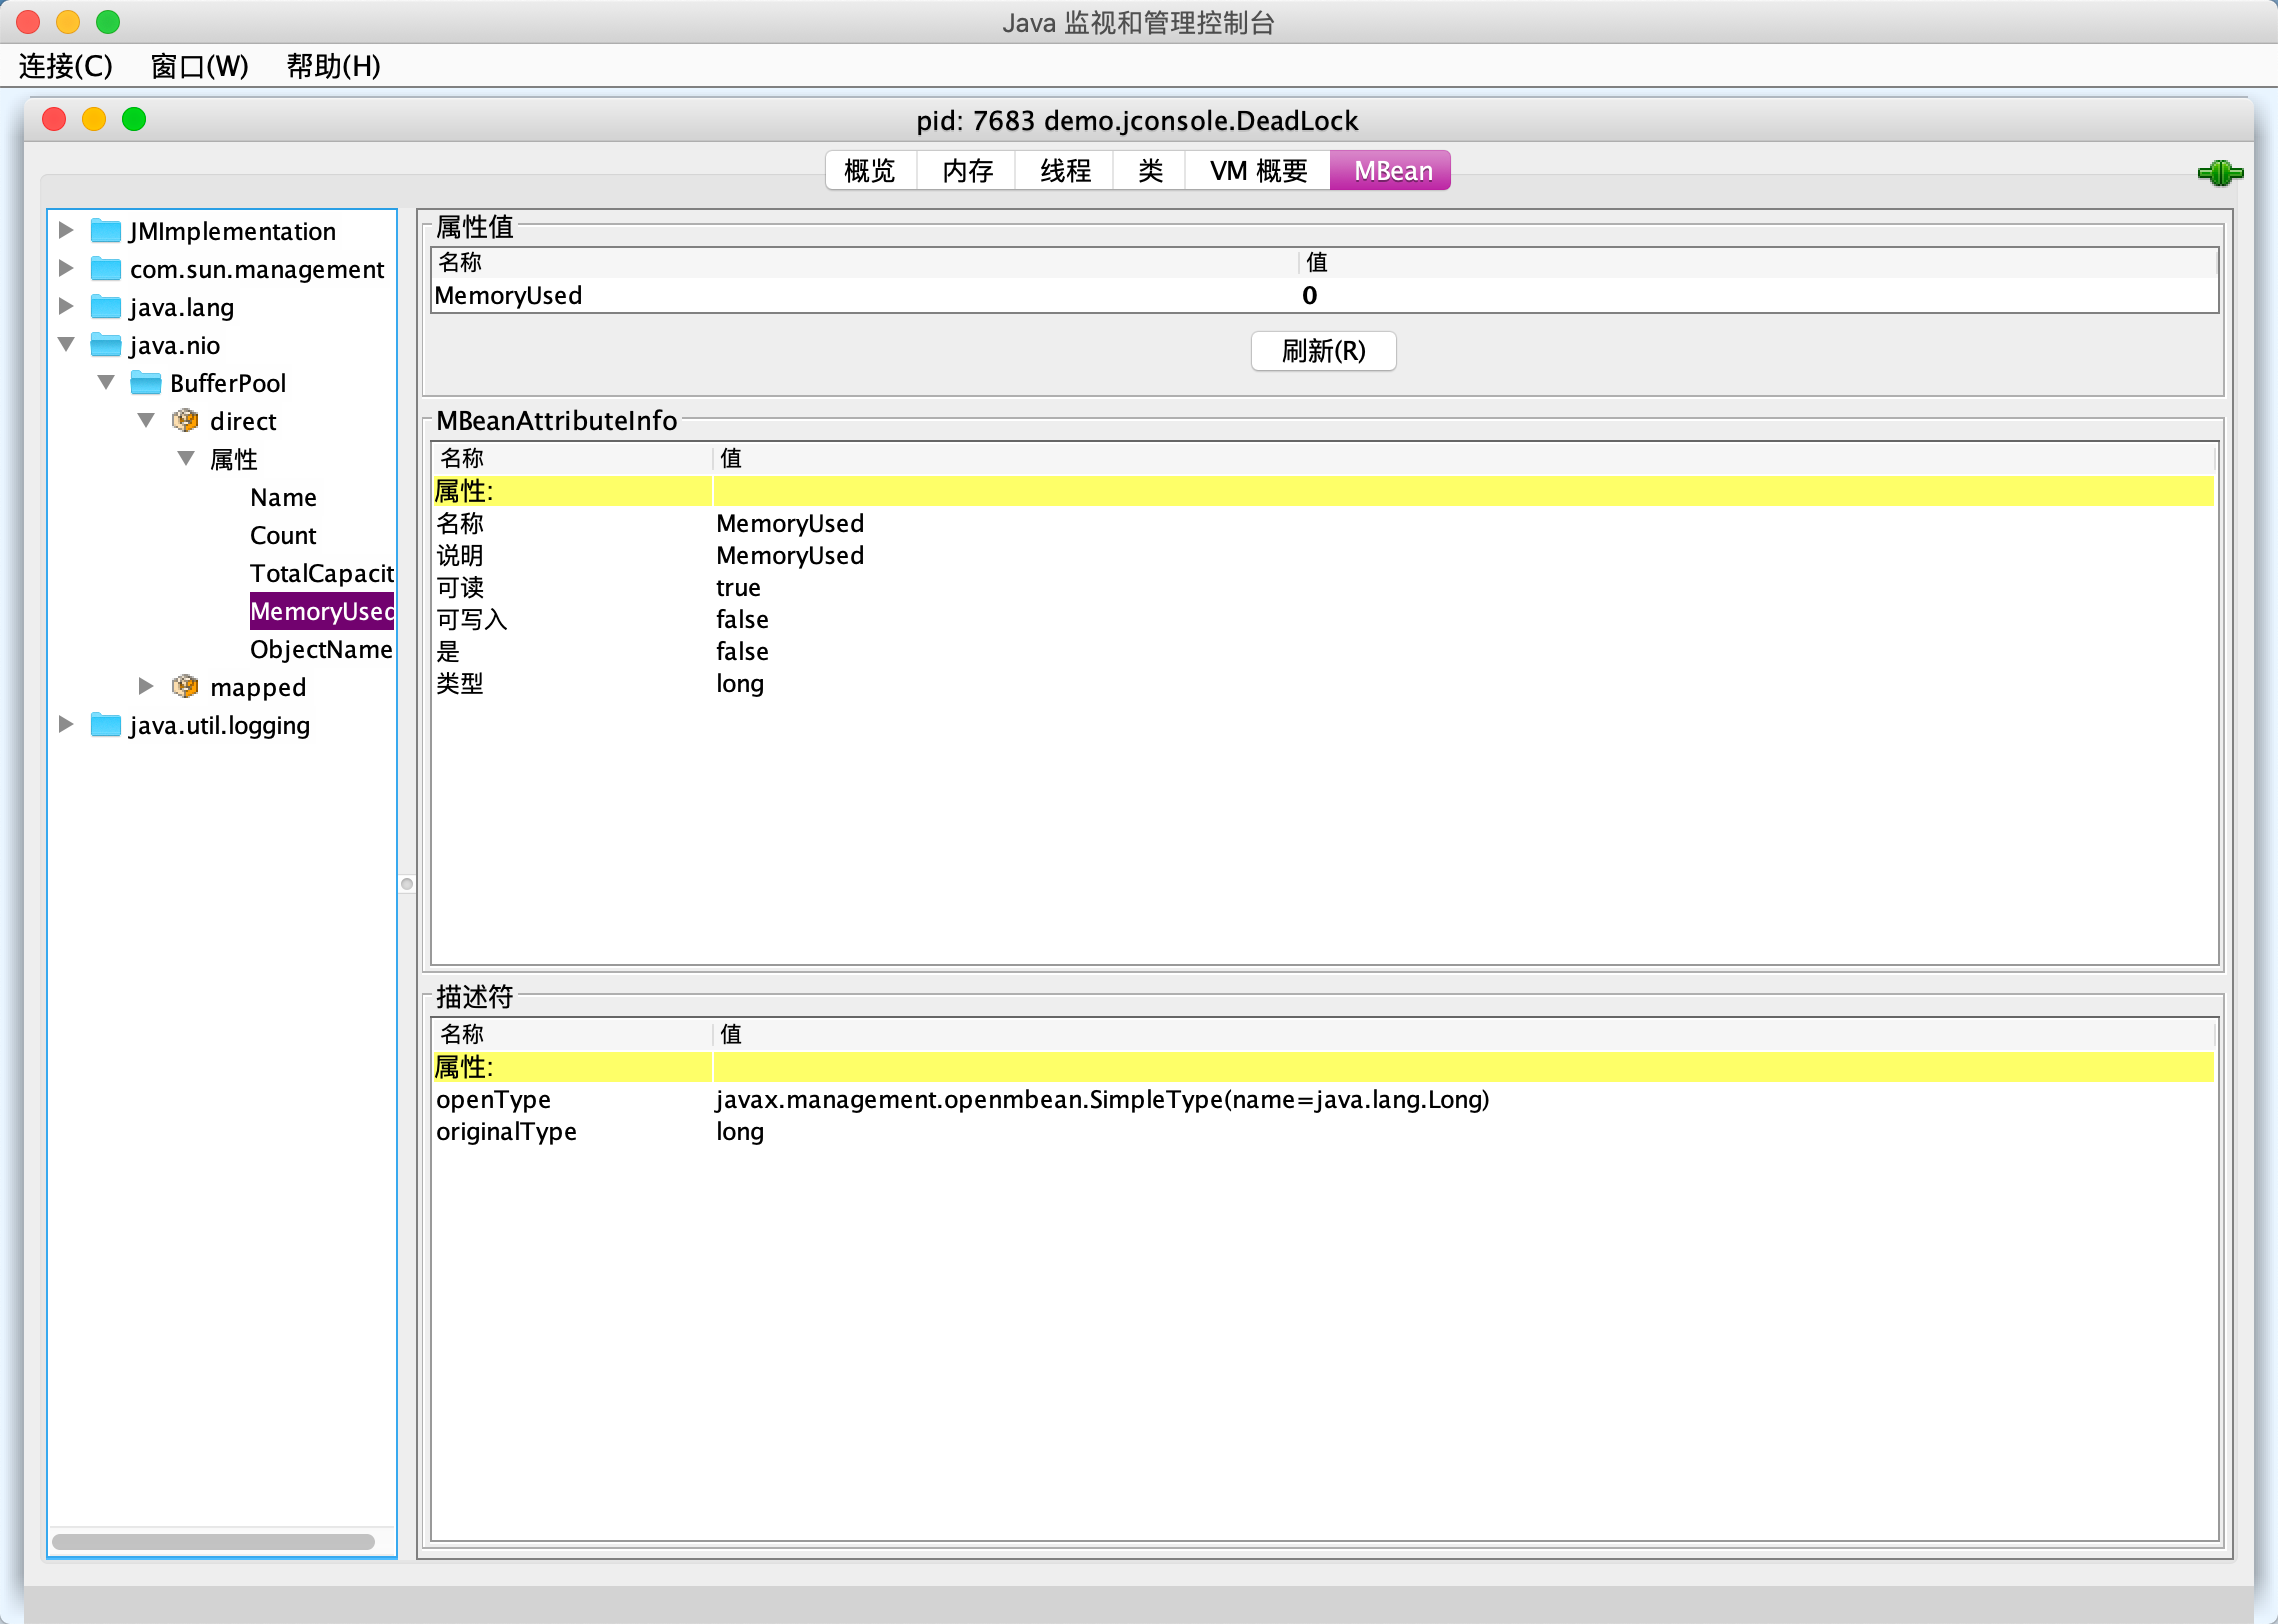 Java 监视和管理控制台
连接(C) 窗口(W) 帮助(H)
pid: 7683 demo.jconsole.DeadLock
概览 内存 线程 类 VM 概要 MBean
JMImplementation
com.sun.management
java.lang
java.nio
BufferPool
direct
属性
Name
Count
TotalCapacit
MemoryUsed
ObjectName
mapped
java.util.logging
属性值
名称 值
MemoryUsed 0
刷新(R)
MBeanAttributeInfo
名称 值
属性:
名称 MemoryUsed
说明 MemoryUsed
可读 true
可写入 false
是 false
类型 long
描述符
名称 值
属性:
openType javax.management.openmbean.SimpleType(name=java.lang.Long)
originalType long